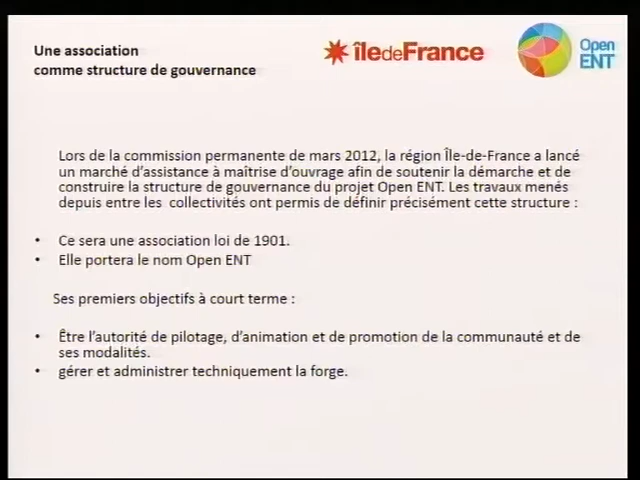 Une association
comme structure de gouvernance
îledeFrance
Open
ENT
Lors de la commission permanente de mars 2012, la région Île-de-France a lancé
un marché d'assistance à maîtrise d'ouvrage afin de soutenir la démarche et de
construire la structure de gouvernance du projet Open ENT. Les travaux menés
depuis entre les collectivités ont permis de définir précisément cette structure :
• Ce sera une association loi de 1901.
• Elle portera le nom Open ENT
Ses premiers objectifs à court terme :
• Être l'autorité de pilotage, d'animation et de promotion de la communauté et de
ses modalités.
• gérer et administrer techniquement la forge.